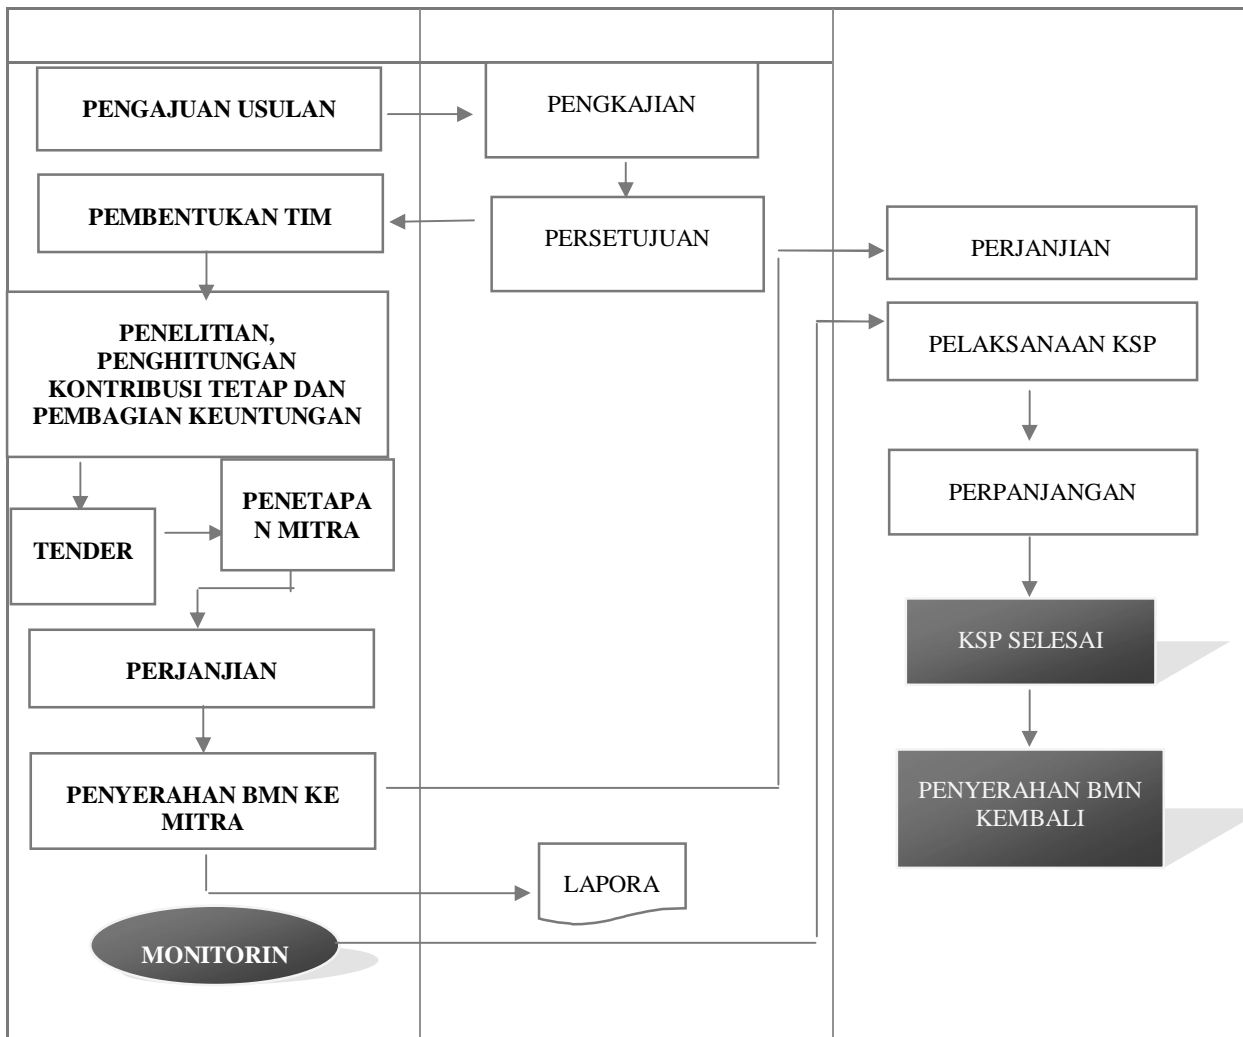 PENGAJUAN USULAN
PEMBENTUKAN TIM
PENELITIAN,
PENGHITUNGAN
KONTRIBUSI TETAP DAN
PEMBAGIAN KEUNTUNGAN
TENDER
PENETAPA
N MITRA
PERJANJIAN
PENYERAHAN BMN KE
MITRA
MONITORIN
PENGKAJIAN
PERSETUJUAN
LAPORA
PERJANJIAN
PELAKSANAAN KSP
PERPANJANGAN
KSP SELESAI
PENYERAHAN BMN
KEMBALI